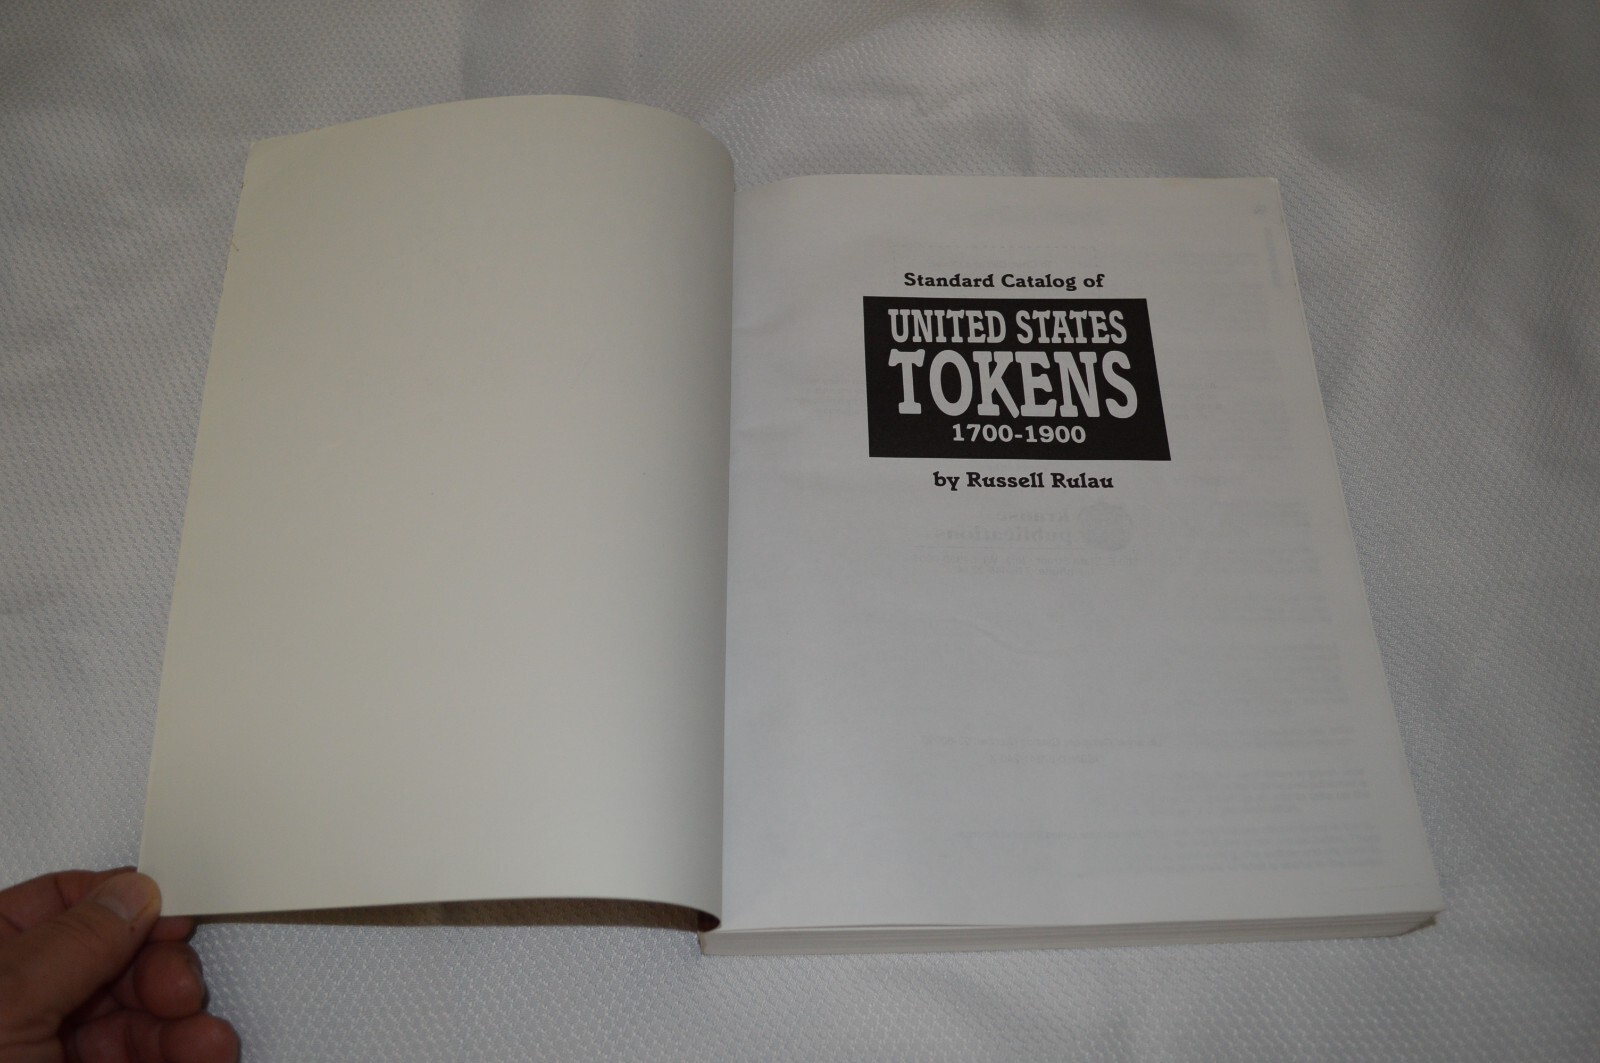 Standard Catalog of
UNITED STATES
TOKENS
1700-1900
by Russell Rulau